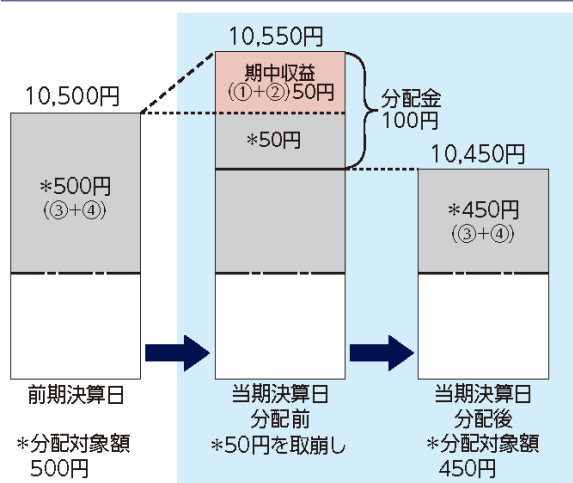 10,500円
*500円
(③+④)
前期決算日
*分配対象額
500円
10,550円
期中収益
(①+②)50円
*50円
分配金
100円
当期決算日
分配前
*50円を取崩し
10,450円
*450円
(③+④)
当期決算日
分配後
*分配対象額
450円